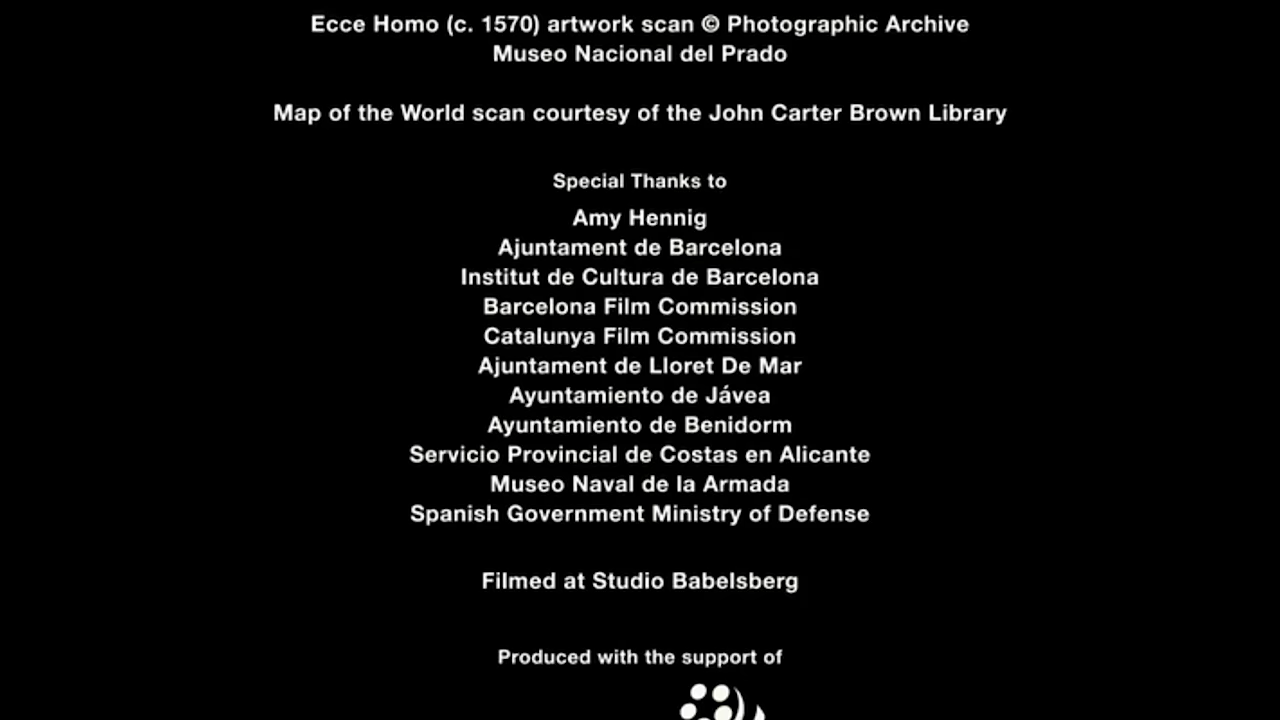 Ecce Homo (c. 1570) artwork scan © Photographic Archive
Museo Nacional del Prado
Map of the World scan courtesy of the John Carter Brown Library
Special Thanks to
Amy Hennig
Ajuntament de Barcelona
Institut de Cultura de Barcelona
Barcelona Film Commission
Catalunya Film Commission
Ajuntament de Lloret De Mar
Ayuntamiento de Jávea
Ayuntamiento de Benidorm
Servicio Provincial de Costas en Alicante
Museo Naval de la Armada
Spanish Government Ministry of Defense
Filmed at Studio Babelsberg
Produced with the support of